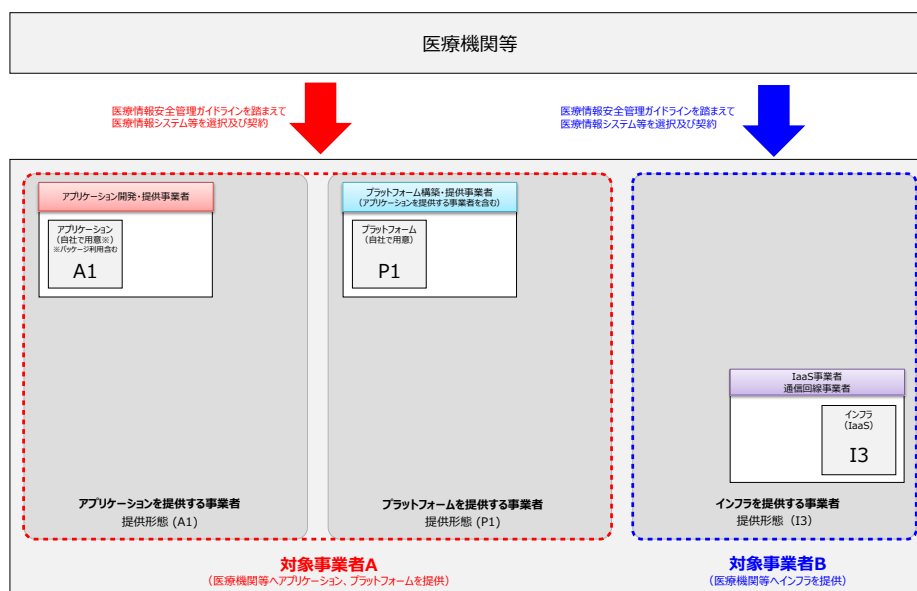 医療機関等
医療情報安全管理ガイドラインを踏まえて
医療情報システム等を選択及び契約
医療情報安全管理ガイドラインを踏まえて
医療情報システム等を選択及び契約
アプリケーション開発・提供事業者
アプリケーション
(自社で用意※)
※パッケージ利用含む
A1
プラットフォーム構築・提供事業者
(アプリケーションを提供する事業者を含む)
プラットフォーム
(自社で用意)
P1
IaaS事業者
通信回線事業者
インフラ
(IaaS)
I3
アプリケーションを提供する事業者
提供形態 (A1)
プラットフォームを提供する事業者
提供形態 (P1)
インフラを提供する事業者
提供形態（I3）
対象事業者A
(医療機関等へアプリケーション、プラットフォームを提供)
対象事業者B
(医療機関等へインフラを提供)